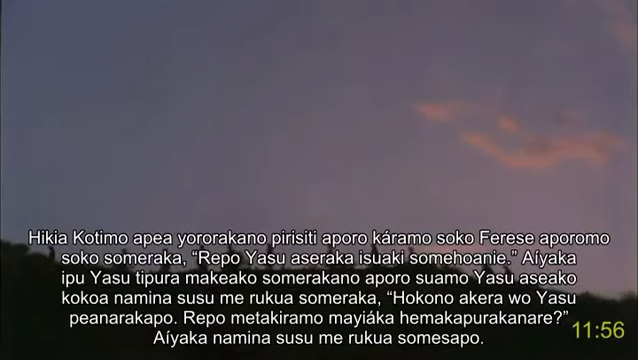 Hikia Kotimo apea yororakano pirisiti aporo káramo soko Ferese aporomo
soko someraka, “Repo Yasu aseraka isuaki somehoanie.” Aíyaka
ipu Yasu tipura makeako somerakano aporo suamo Yasu aseako
kokoa namina susu me rukua someraka, “Hokono akera wo Yasu
peanarakapo. Repo metakiramo mayiáka hemakapurakanare?”
Aíyaka namina susu me rukua somesapo.
11:56